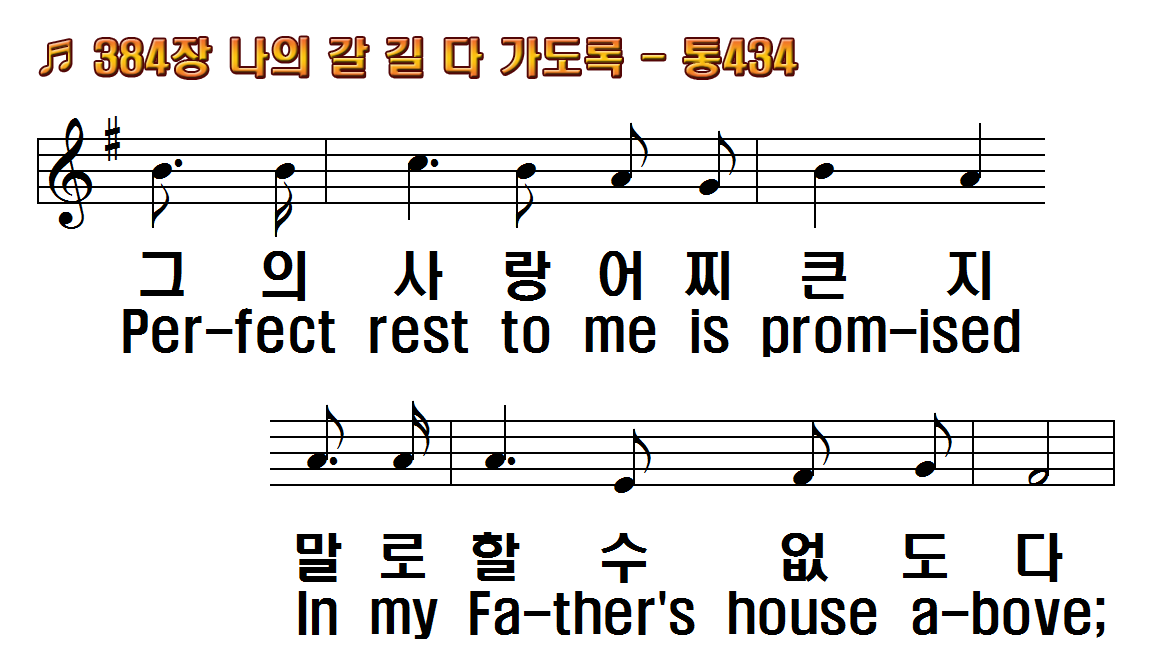 ♬ 384장 나의 갈 길 다 가도록 - 통434
그 의 사 랑 어 찌 큰 지
Per-fect rest to me is prom-ised
말 로 할 수 없 도 다
In my Fa-ther's house a-bove;